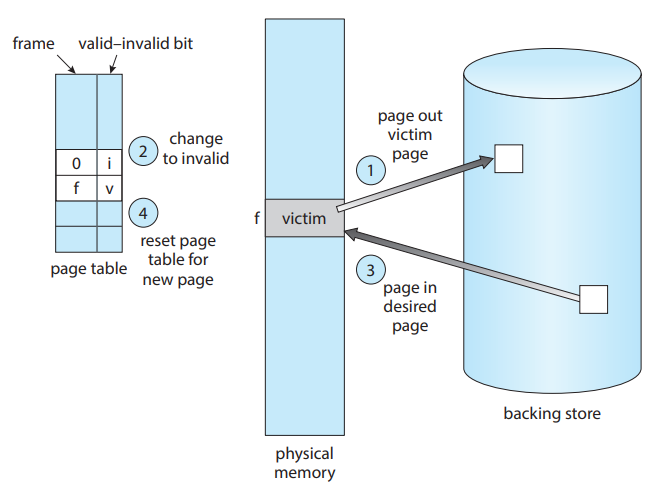 frame
valid–invalid bit
0
i
f
v
2
change
to invalid
4
reset page
table for
new page
page table
f
victim
physical
memory
page out
victim
page
1
3
page in
desired
page
backing store